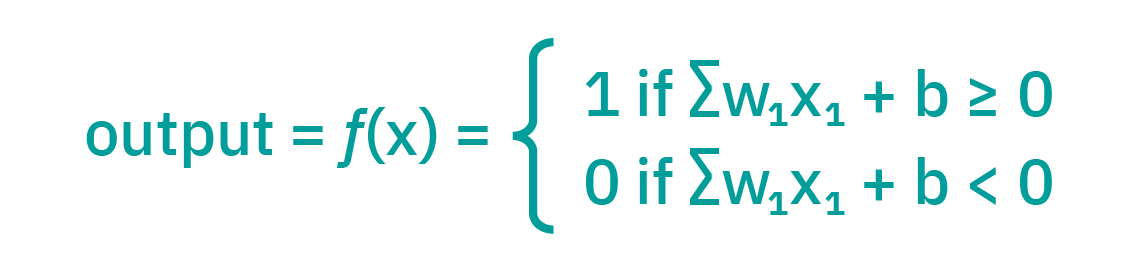 output = f(x) =
1 if ∑w₁x₁ + b ≥ 0
0 if ∑w₁x₁ + b < 0